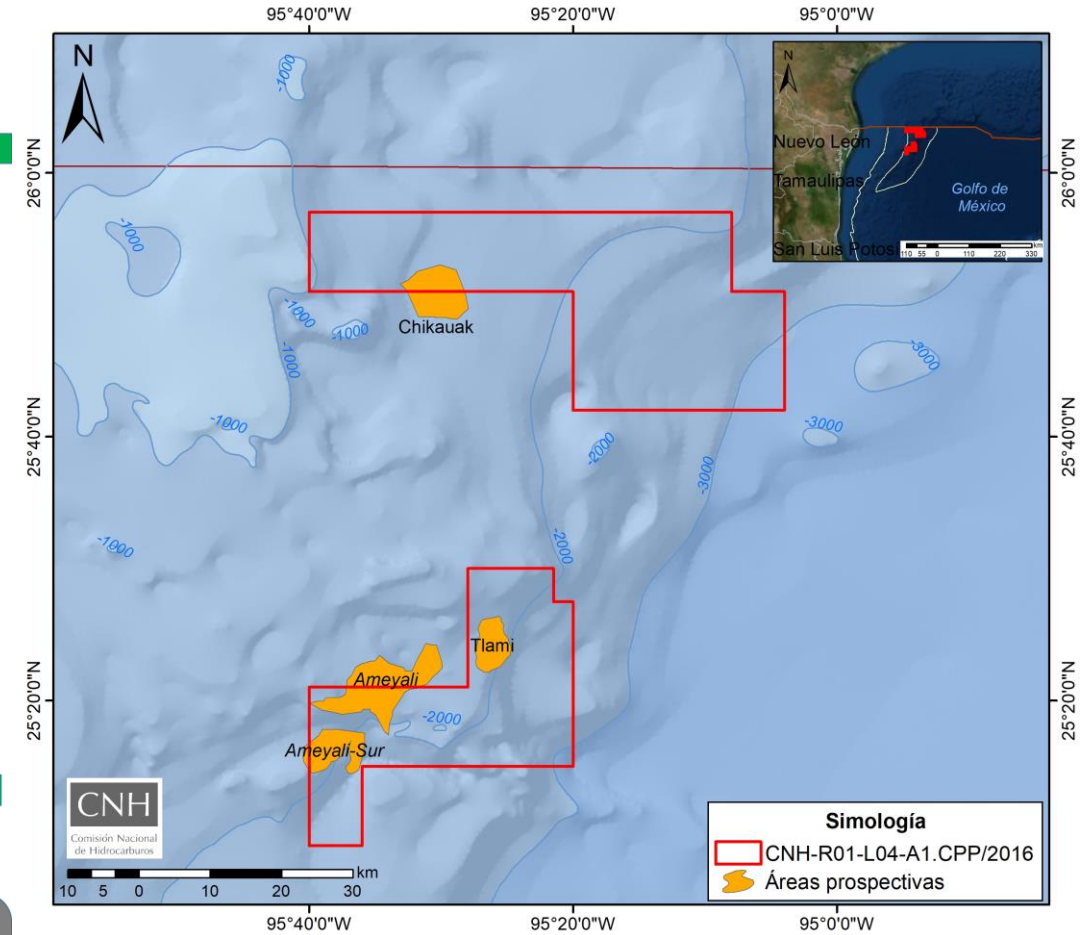 95°40'0"W
95°20'0"W
95°0'0"W
N
-1000
N
Nuevo León
Tamaulipas
San Luis Potos
Golfo de
México
km
110 55 0 110 220 330
26°0'0"N
26°0'0"N
-1000
-1000
-1000
Chikauak
-1000
-3000
-1000
-3000
25°40'0"N
25°40'0"N
-2000
-3000
-1000
-2000
Tlami
Ameyali
25°20'0"N
25°20'0"N
-2000
Ameyali-Sur
CNH
Comisión Nacional
de Hidrocarburos
Simología
CNH-R01-L04-A1.CPP/2016
Áreas prospectivas
km
10 5 0 10 20 30
95°40'0"W
95°20'0"W
95°0'0"W